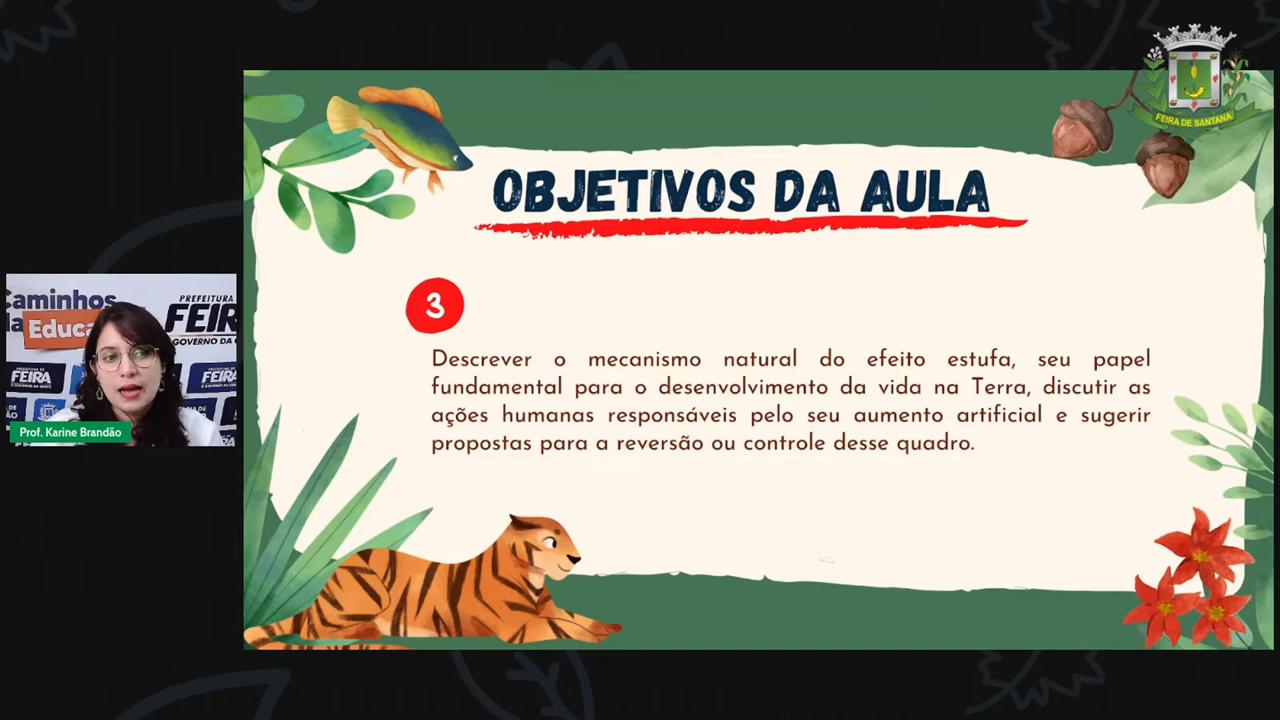 FEIRA DE SANTANA
OBJETIVOS DA AULA
3
Descrever o mecanismo natural do efeito estufa, seu papel
fundamental para o desenvolvimento da vida na Terra, discutir as
ações humanas responsáveis pelo seu aumento artificial e sugerir
propostas para a reversão ou controle desse quadro.
Caminhos
Educa
PREFEITURA
FEIR
GOVERNO DA
FEIRA
FEIRA
Prof. Karine Brandão